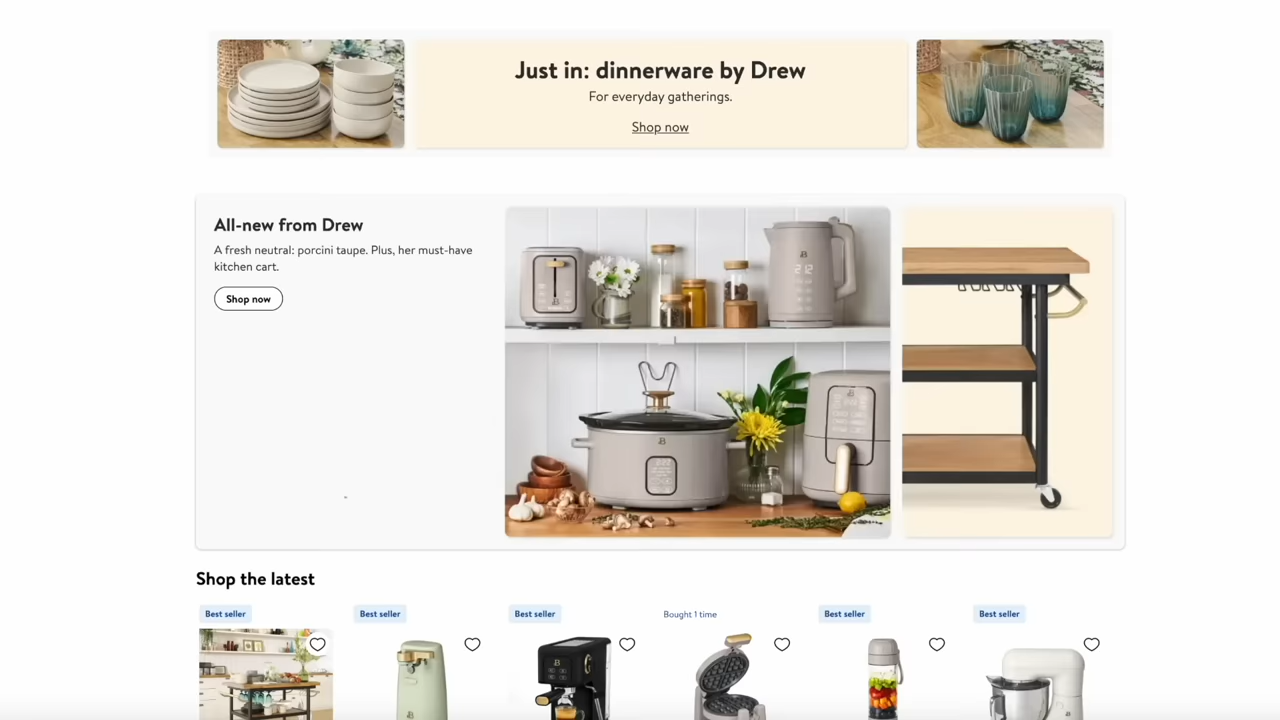 Just in: dinnerware by Drew
For everyday gatherings.
Shop now
All-new from Drew
A fresh neutral: porcini taupe. Plus, her must-have
kitchen cart.
Shop now
212
Shop the latest
Best seller
Best seller
Best seller
Bought 1 time
Best seller
Best seller